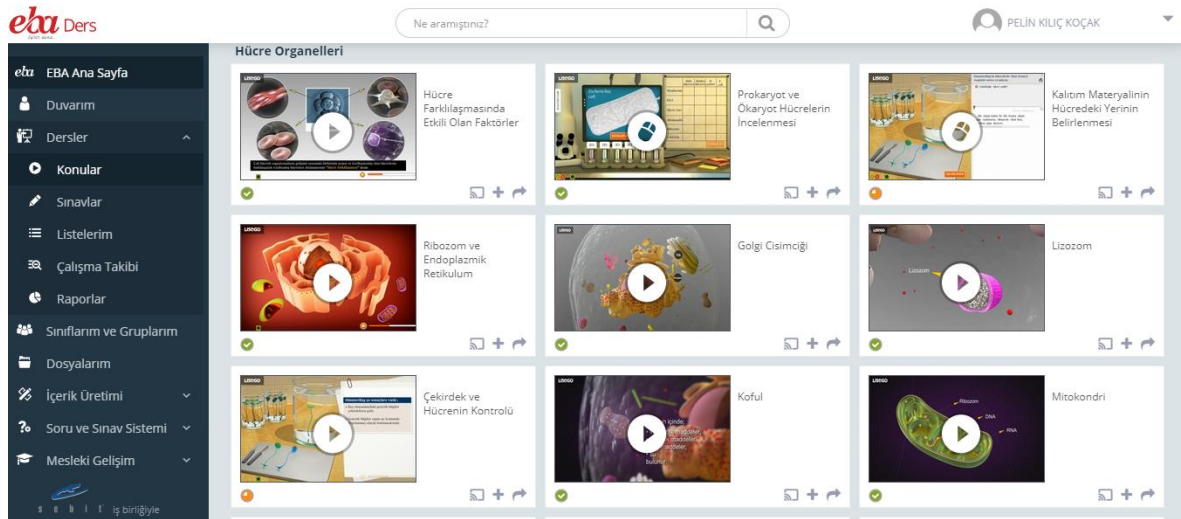 eba Ders
Ne aramıştınız?
PELİN KILIÇ KOÇAK
eba EBA Ana Sayfa
Duvarım
Dersler
Konular
Sınavlar
Listelerim
Çalışma Takibi
Raporlar
Sınıflarım ve Gruplarım
Dosyalarım
İçerik Üretimi
Soru ve Sınav Sistemi
Mesleki Gelişim
sebit iş birliğiyle
Hücre Organelleri
Hücre
Farklılaşmasında
Etkili Olan Faktörler
Prokaryot ve
Ökaryot Hücrelerin
İncelenmesi
Kalıtım Materyalinin
Hücredeki Yerinin
Belirlenmesi
Ribozom ve
Endoplazmik
Retikulum
Golgi Cisimciği
Lizozom
Lizozom
Çekirdek ve
Hücrenin Kontrolü
Koful
Mitokondri
Ribozom
DNA
RNA